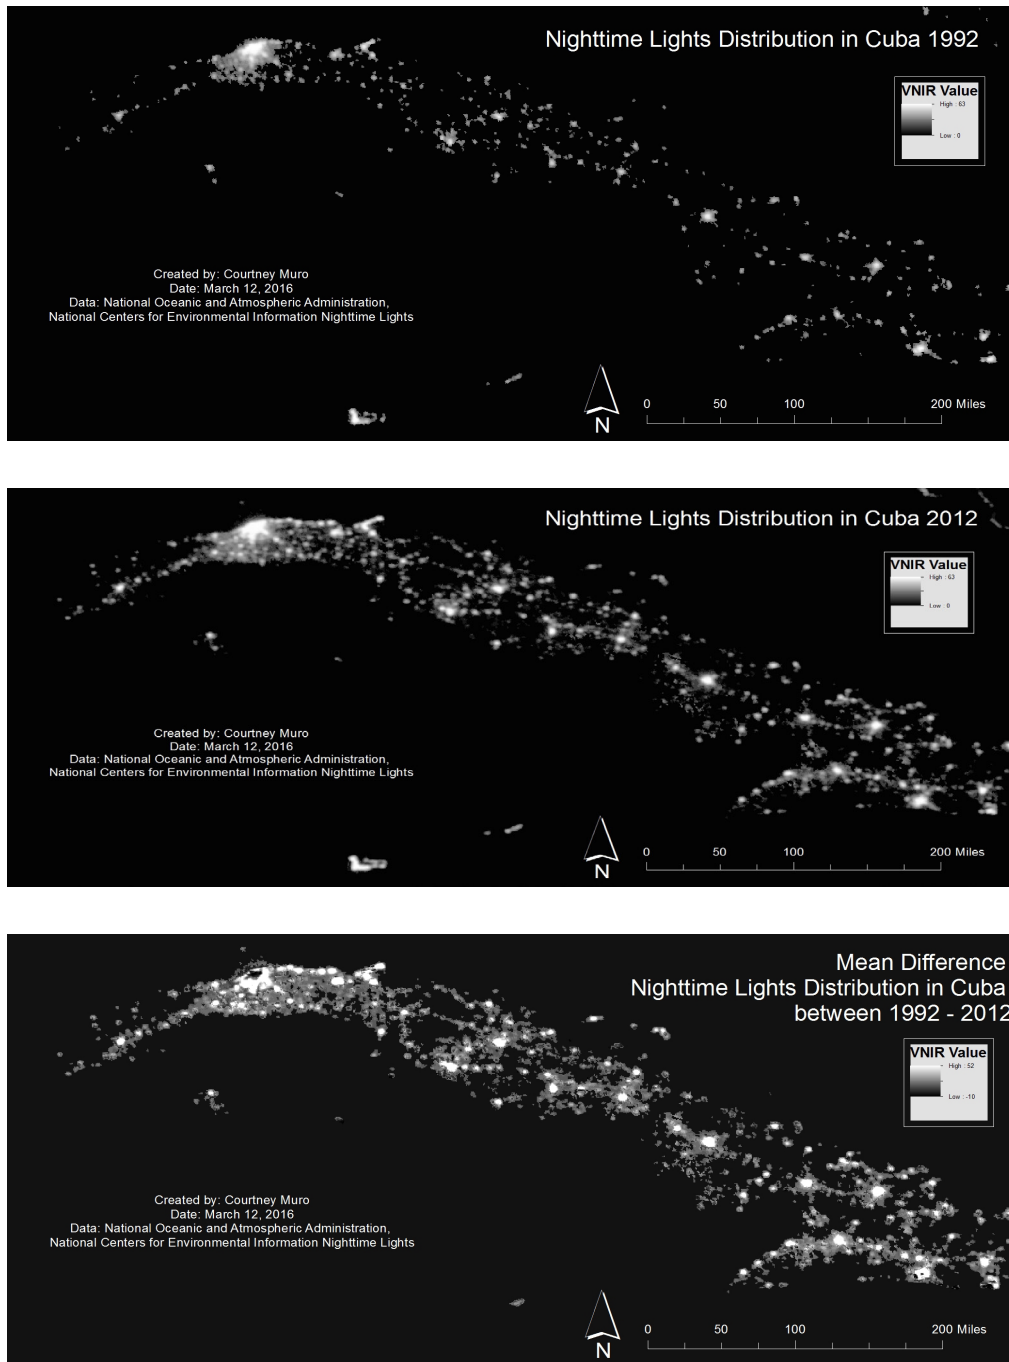 Nighttime Lights Distribution in Cuba 1992
VNIR Value
High : 63
Low : 0
Created by: Courtney Muro
Date: March 12, 2016
Data: National Oceanic and Atmospheric Administration,
National Centers for Environmental Information Nighttime Lights
N
0 50 100 200 Miles
Nighttime Lights Distribution in Cuba 2012
VNIR Value
High : 63
Low : 0
Created by: Courtney Muro
Date: March 12, 2016
Data: National Oceanic and Atmospheric Administration,
National Centers for Environmental Information Nighttime Lights
N
0 50 100 200 Miles
Mean Difference
Nighttime Lights Distribution in Cuba
between 1992 - 2012
VNIR Value
High : 52
Low : -10
Created by: Courtney Muro
Date: March 12, 2016
Data: National Oceanic and Atmospheric Administration,
National Centers for Environmental Information Nighttime Lights
N
0 50 100 200 Miles